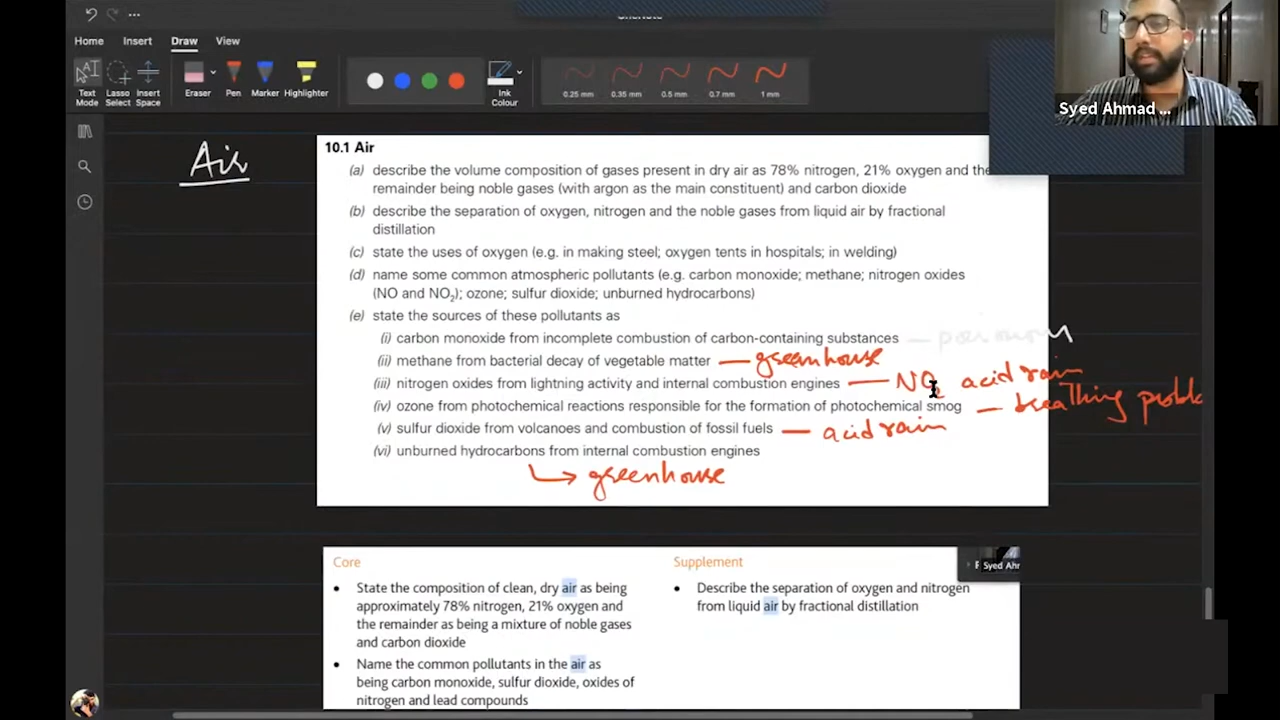 OneNote
Home Insert Draw View
Text Mode Lasso Select Insert Space Eraser Pen Marker Highlighter Ink Colour 0.25 mm 0.35 mm 0.5 mm 0.7 mm 1 mm
Syed Ahmad ...
Air
10.1 Air
(a) describe the volume composition of gases present in dry air as 78% nitrogen, 21% oxygen and the
remainder being noble gases (with argon as the main constituent) and carbon dioxide
(b) describe the separation of oxygen, nitrogen and the noble gases from liquid air by fractional
distillation
(c) state the uses of oxygen (e.g. in making steel; oxygen tents in hospitals; in welding)
(d) name some common atmospheric pollutants (e.g. carbon monoxide; methane; nitrogen oxides
(NO and NO₂); ozone; sulfur dioxide; unburned hydrocarbons)
(e) state the sources of these pollutants as
(i) carbon monoxide from incomplete combustion of carbon-containing substances — poisonous
(ii) methane from bacterial decay of vegetable matter — greenhouse
(iii) nitrogen oxides from lightning activity and internal combustion engines — NO₂ acid rain
(iv) ozone from photochemical reactions responsible for the formation of photochemical smog — breathing
(v) sulfur dioxide from volcanoes and combustion of fossil fuels — acid rain
(vi) unburned hydrocarbons from internal combustion engines
↳ greenhouse
Syed Ahr
Core
• State the composition of clean, dry air as being
approximately 78% nitrogen, 21% oxygen and
the remainder as being a mixture of noble gases
and carbon dioxide
• Name the common pollutants in the air as
being carbon monoxide, sulfur dioxide, oxides of
nitrogen and lead compounds
Supplement
• Describe the separation of oxygen and nitrogen
from liquid air by fractional distillation